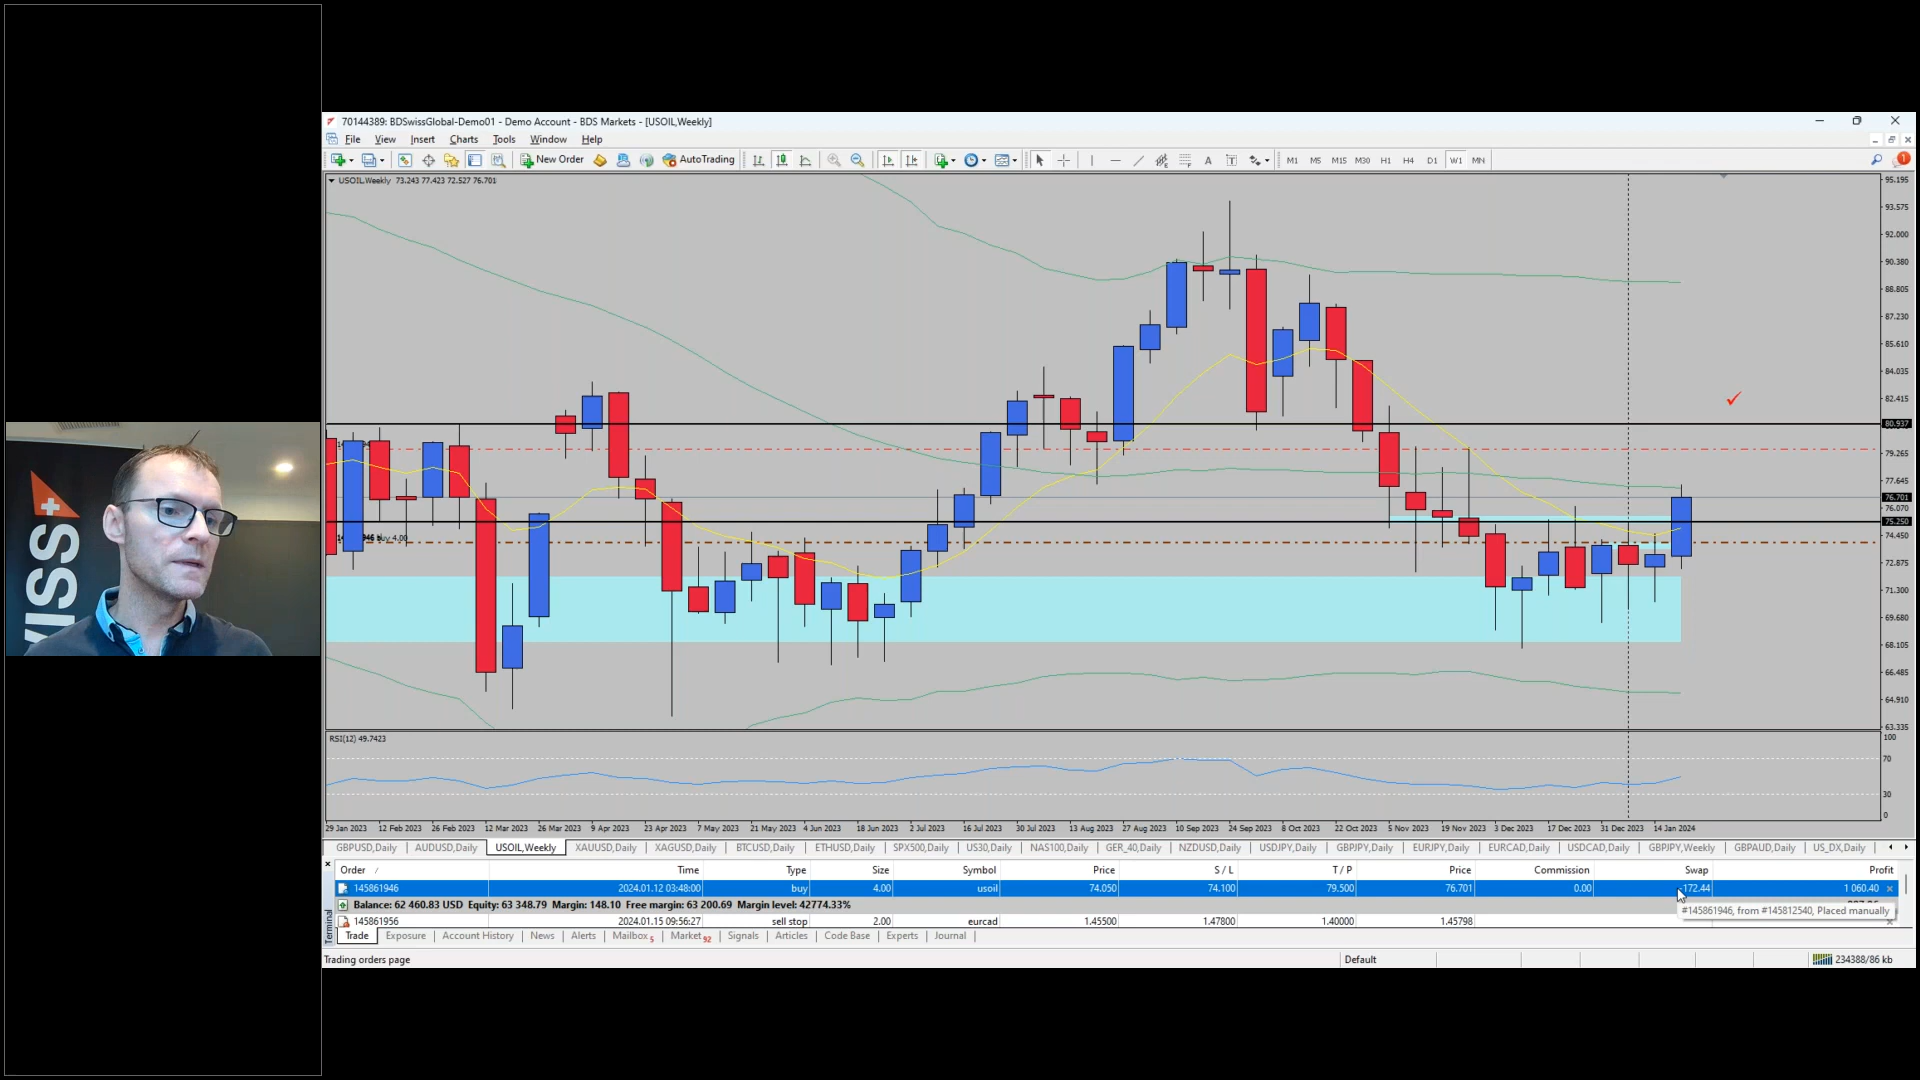 70144389: BDSwissGlobal-Demo01 - Demo Account - BDS Markets - [USOIL,Weekly]
File View Insert Charts Tools Window Help
New Order AutoTrading A T M1 M5 M15 M30 H1 H4 D1 W1 MN 1
USOIL,Weekly 73.243 77.423 72.527 76.701
95.195
93.575
92.000
90.380
88.805
87.230
85.610
84.035
82.415
80.937
79.265
77.645
76.701
76.070
75.250
74.450
buy 4.00
72.875
71.300
69.680
68.105
66.485
64.910
63.335
RSI(12) 49.7423
100
70
30
0
29 Jan 2023 12 Feb 2023 26 Feb 2023 12 Mar 2023 26 Mar 2023 9 Apr 2023 23 Apr 2023 7 May 2023 21 May 2023 4 Jun 2023 18 Jun 2023 2 Jul 2023 16 Jul 2023 30 Jul 2023 13 Aug 2023 27 Aug 2023 10 Sep 2023 24 Sep 2023 8 Oct 2023 22 Oct 2023 5 Nov 2023 19 Nov 2023 3 Dec 2023 17 Dec 2023 31 Dec 2023 14 Jan 2024
GBPUSD,Daily AUDUSD,Daily USOIL,Weekly XAUUSD,Daily XAGUSD,Daily BTCUSD,Daily ETHUSD,Daily SPX500,Daily US30,Daily NAS100,Daily GER_40,Daily NZDUSD,Daily USDJPY,Daily GBPJPY,Daily EURJPY,Daily EURCAD,Daily USDCAD,Daily GBPJPY,Weekly GBPAUD,Daily US_DX,Daily
Order Time Type Size Symbol Price S / L T / P Price Commission Swap Profit
145861946 2024.01.12 03:48:00 buy 4.00 usoil 74.050 74.100 79.500 76.701 0.00 -172.44 1 060.40
Balance: 62 460.83 USD Equity: 63 348.79 Margin: 148.10 Free margin: 63 200.69 Margin level: 42774.33%
#145861946, from #145812540, Placed manually
145861956 2024.01.15 09:56:27 sell stop 2.00 eurcad 1.45500 1.47800 1.40000 1.45798
Terminal
Trade Exposure Account History News Alerts Mailbox 5 Market 92 Signals Articles Code Base Experts Journal
Trading orders page Default 234388/86 kb
ISS